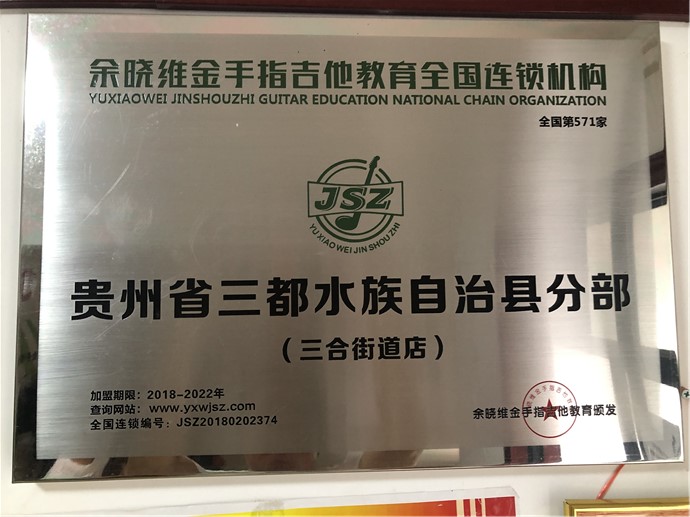 余晓维金手指吉他教育全国连锁机构
YUXIAOWEI JINSHOUZHI GUITAR EDUCATION NATIONAL CHAIN ORGANIZATION
全国第571家
JSZ
YU XIAO WEI JIN SHOU ZHI
贵州省三都水族自治县分部
（三合街道店）
加盟期限：2018-2022年
查询网站：www.yxwjsz.com
全国连锁编号：JSZ20180202374
余晓维金手指吉他教育颁发